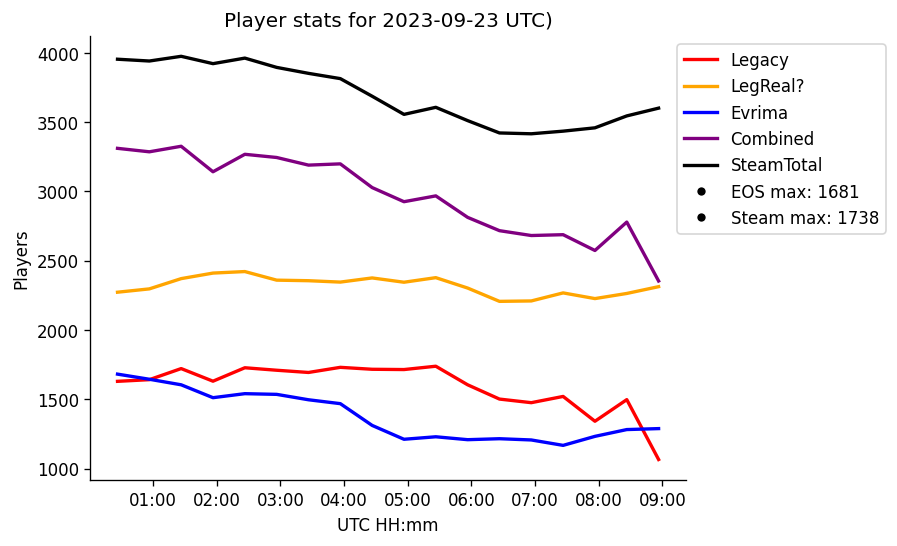 Player stats for 2023-09-23 UTC)
4000
3500
3000
2500
2000
1500
1000
Players
01:00 02:00 03:00 04:00 05:00 06:00 07:00 08:00 09:00
UTC HH:mm
Legacy
LegReal?
Evrima
Combined
SteamTotal
EOS max: 1681
Steam max: 1738